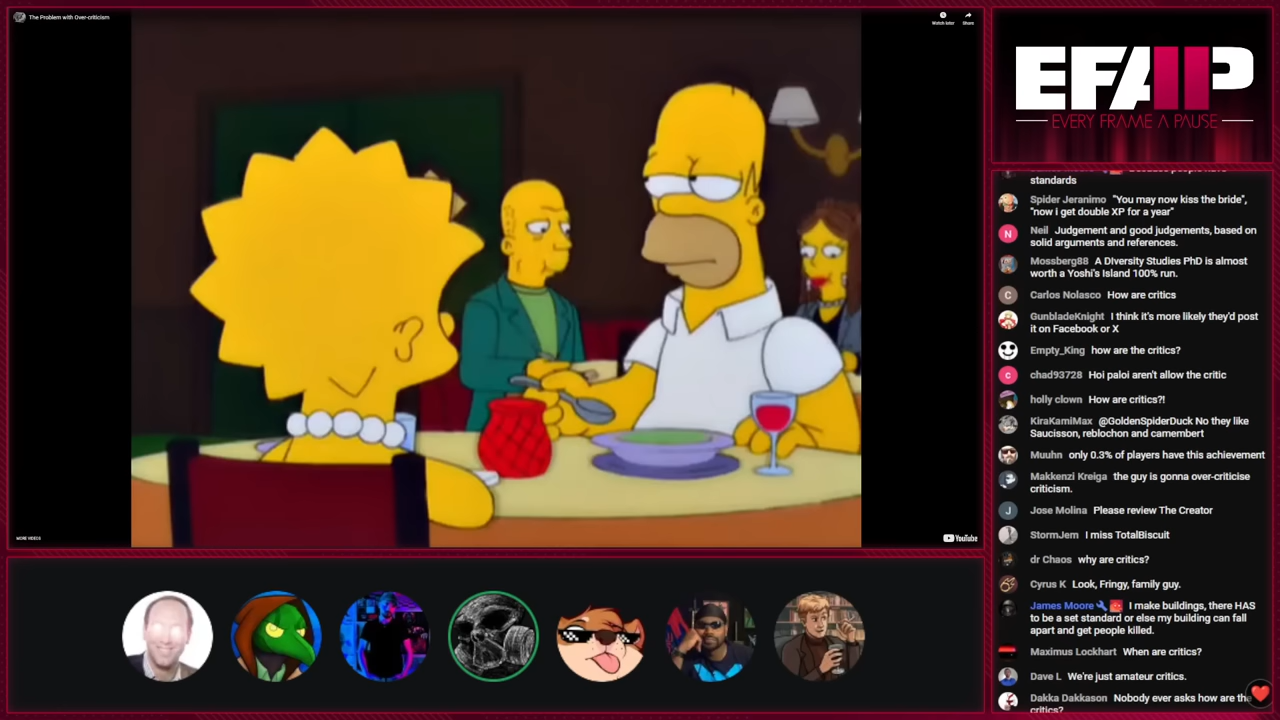 The Problem with Over-criticism
Watch later
Share
MORE VIDEOS
YouTube
EFAP
EVERY FRAME A PAUSE
standards
Spider Jeranimo "You may now kiss the bride",
"now I get double XP for a year"
N
Neil Judgement and good judgements, based on
solid arguments and references.
Mossberg88 A DIversity Studies PhD is almost
worth a Yoshi's Island 100% run.
C
Carlos Nolasco How are critics
GunbladeKnight I think it's more likely they'd post
it on Facebook or X
Empty_King how are the critics?
c
chad93728 Hoi paloi aren't allow the critic
holly clown How are critics?!
KiraKamiMax @GoldenSpiderDuck No they like
Saucisson, reblochon and camembert
Muuhn only 0.3% of players have this achievement
Makkenzi Kreiga the guy is gonna over-criticise
criticism.
J
Jose Molina Please review The Creator
StormJem I miss TotalBiscuit
dr Chaos why are critics?
Cyrus K Look, Fringy, family guy.
James Moore I make buildings, there HAS
to be a set standard or else my building can fall
apart and get people killed.
Maximus Lockhart When are critics?
Dave L We're just amateur critics.
Dakka Dakkason Nobody ever asks how are the
critics?